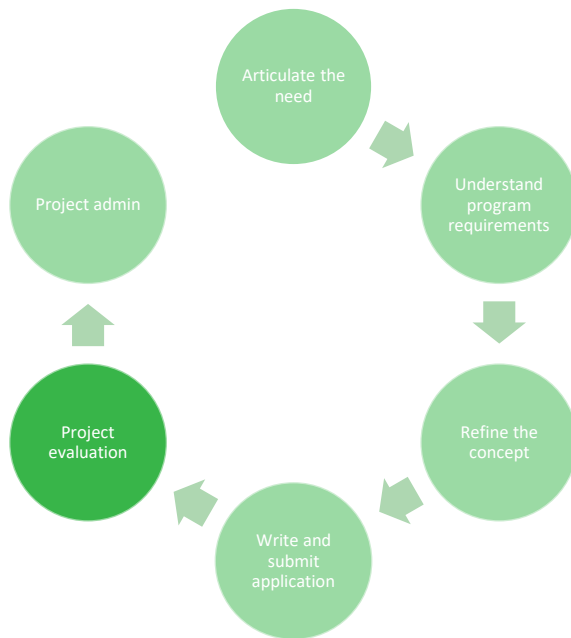 Articulate the
need
Understand
program
requirements
Refine the
concept
Write and
submit
application
Project
evaluation
Project admin